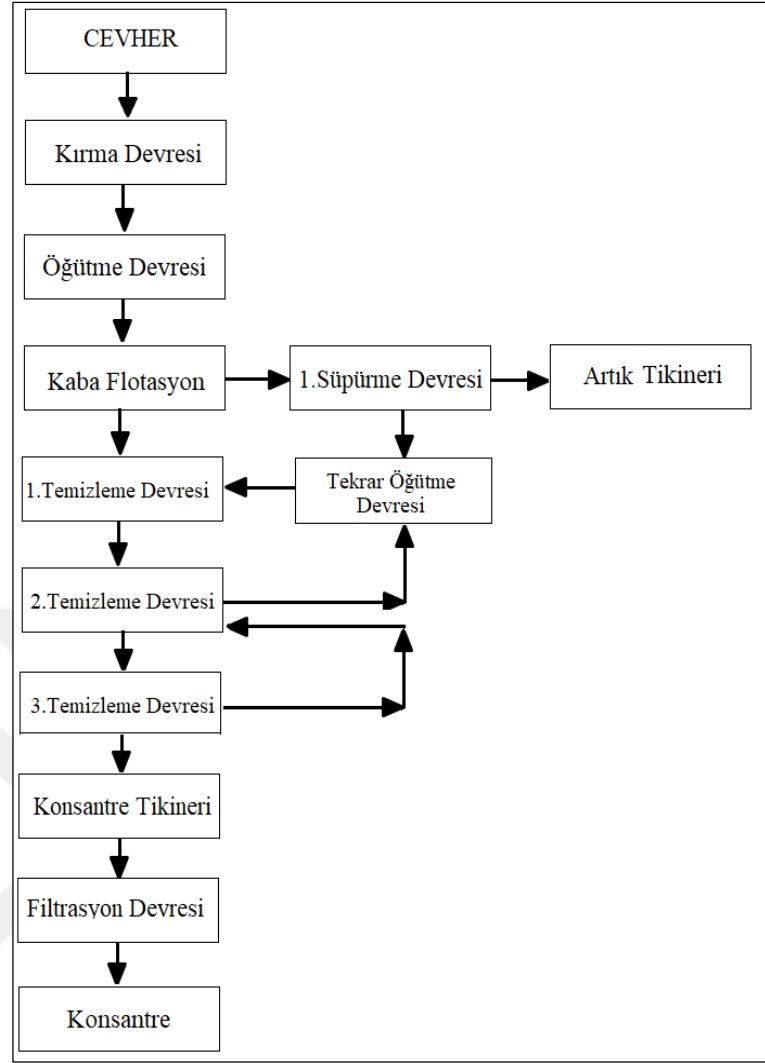 CEVHER
Kırma Devresi
Öğütme Devresi
Kaba Flotasyon
1.Süpürme Devresi
Artık Tikineri
1.Temizleme Devresi
Tekrar Öğütme
Devresi
2.Temizleme Devresi
3.Temizleme Devresi
Konsantre Tikineri
Filtrasyon Devresi
Konsantre